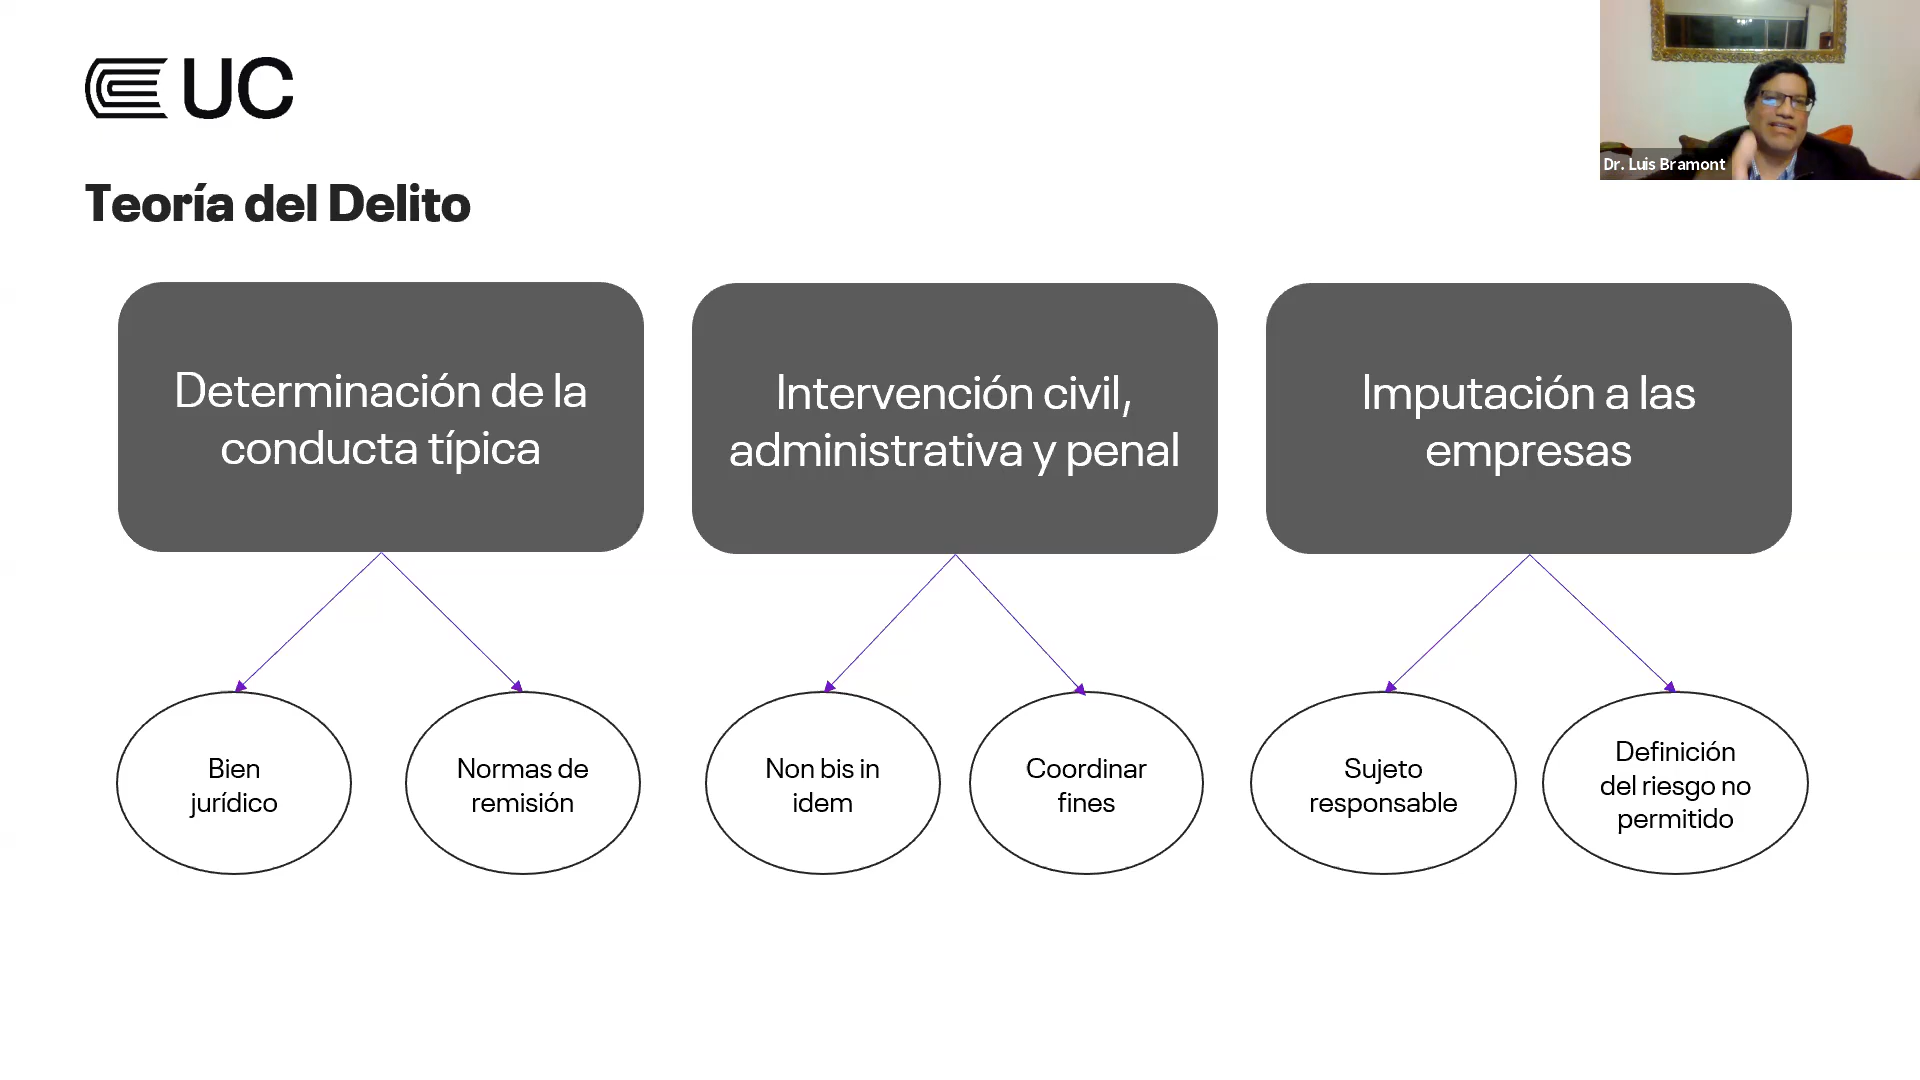 UC
Dr. Luis Bramont
Teoría del Delito
Determinación de la
conducta típica
Intervención civil,
administrativa y penal
Imputación a las
empresas
Bien
jurídico
Normas de
remisión
Non bis in
idem
Coordinar
fines
Sujeto
responsable
Definición
del riesgo no
permitido